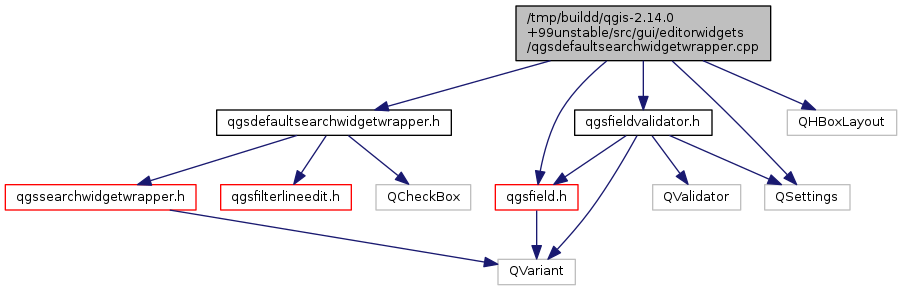 /tmp/buildd/qgis-2.14.0
+99unstable/src/gui/editorwidgets
/qgsdefaultsearchwidgetwrapper.cpp
qgsdefaultsearchwidgetwrapper.h
qgsfieldvalidator.h
QHBoxLayout
qgssearchwidgetwrapper.h
qgsfilterlineedit.h
QCheckBox
qgsfield.h
QValidator
QSettings
QVariant